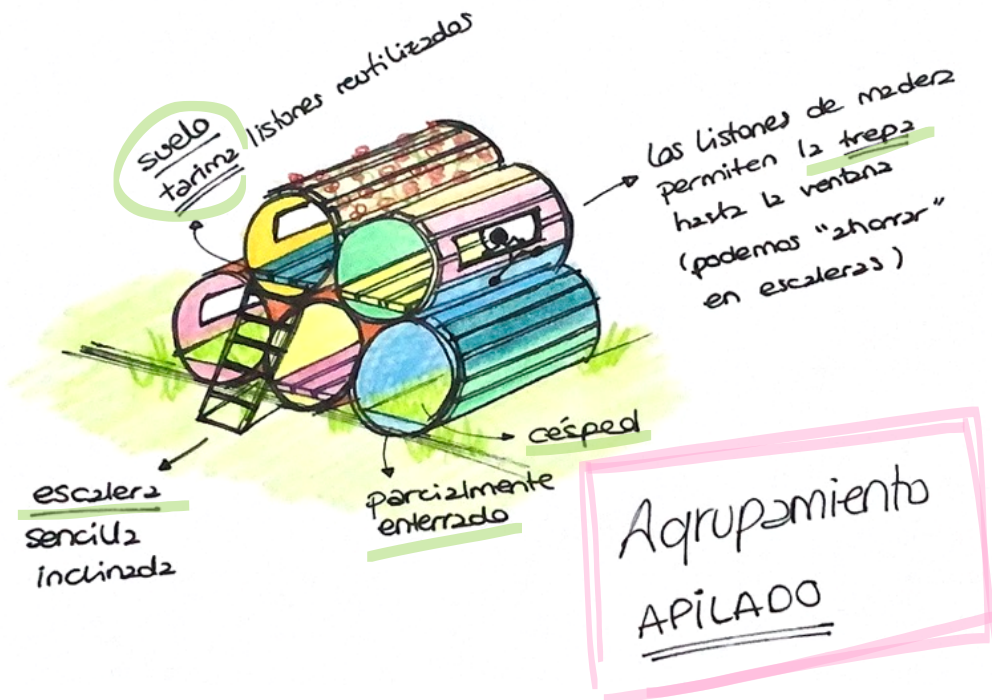 suelo
tarima listones reutilizados
Los Listones de madera
permiten la trepa
hasta la ventana
(podemos "ahorrar"
en escaleras)
césped
escalera
sencilla
inclinada
parcialmente
enterrado
Agrupamiento
APILADO